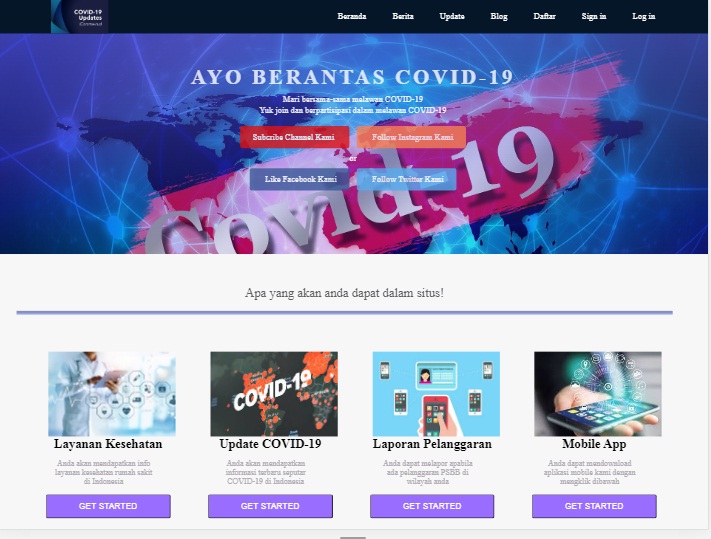 COVID-19
Updates
Beranda Berita Update Blog Daftar Sign in Log in
AYO BERANTAS COVID-19
Mari bersama-sama melawan COVID-19
Yuk join dan berpartisipasi dalam melawan COVID-19
Subcribe Channel Kami Follow Instagram Kami
or
Like Facebook Kami Follow Twitter Kami
Covid 19
Apa yang akan anda dapat dalam situs!
COVID-19
Layanan Kesehatan Update COVID-19 Laporan Pelanggaran Mobile App
Anda akan mendapatkan info Anda akan mendapatkan Anda dapat melapor apabila Anda dapat mendownload
layanan kesehatan rumah sakit informasi terbaru seputar ada pelanggaran PSBB di aplikasi mobile kami dengan
di Indonesia COVID-19 di Indonesia wilayah anda mengklik dibawah
GET STARTED GET STARTED GET STARTED GET STARTED